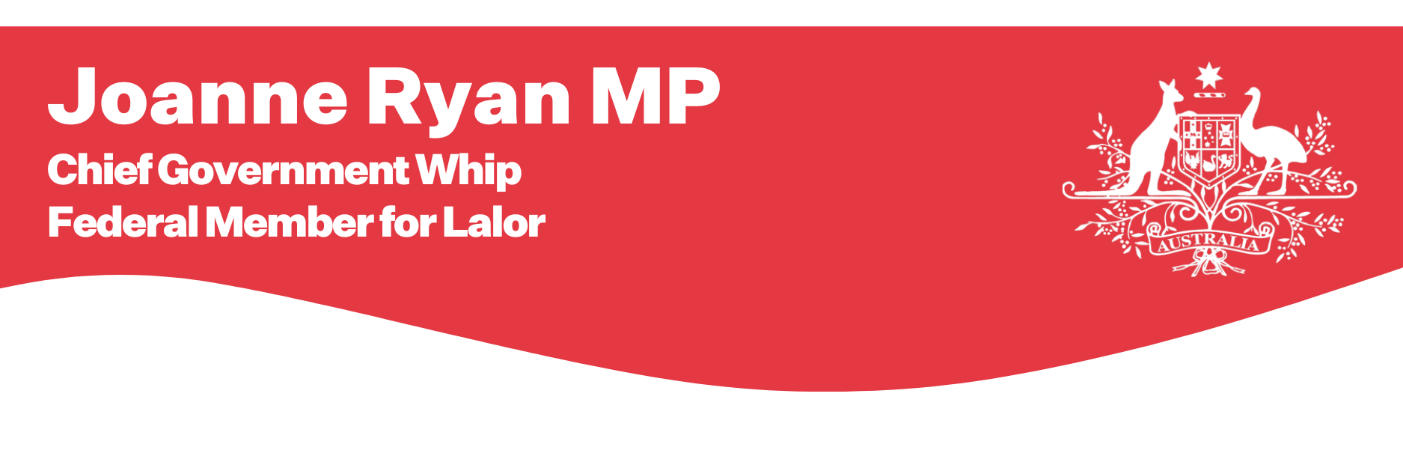 Joanne Ryan MP
Chief Government Whip
Federal Member for Lalor
AUSTRALIA